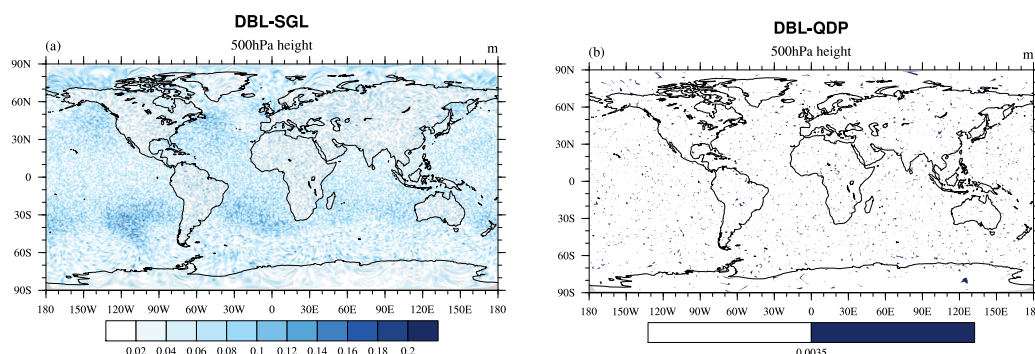 DBL-SGL
(a) 500hPa height m
90N
60N
30N
0
30S
60S
90S
180 150W 120W 90W 60W 30W 0 30E 60E 90E 120E 150E 180
0.02 0.04 0.06 0.08 0.1 0.12 0.14 0.16 0.18 0.2
DBL-QDP
(b) 500hPa height m
90N
60N
30N
0
30S
60S
90S
180 150W 120W 90W 60W 30W 0 30E 60E 90E 120E 150E 180
0.0035